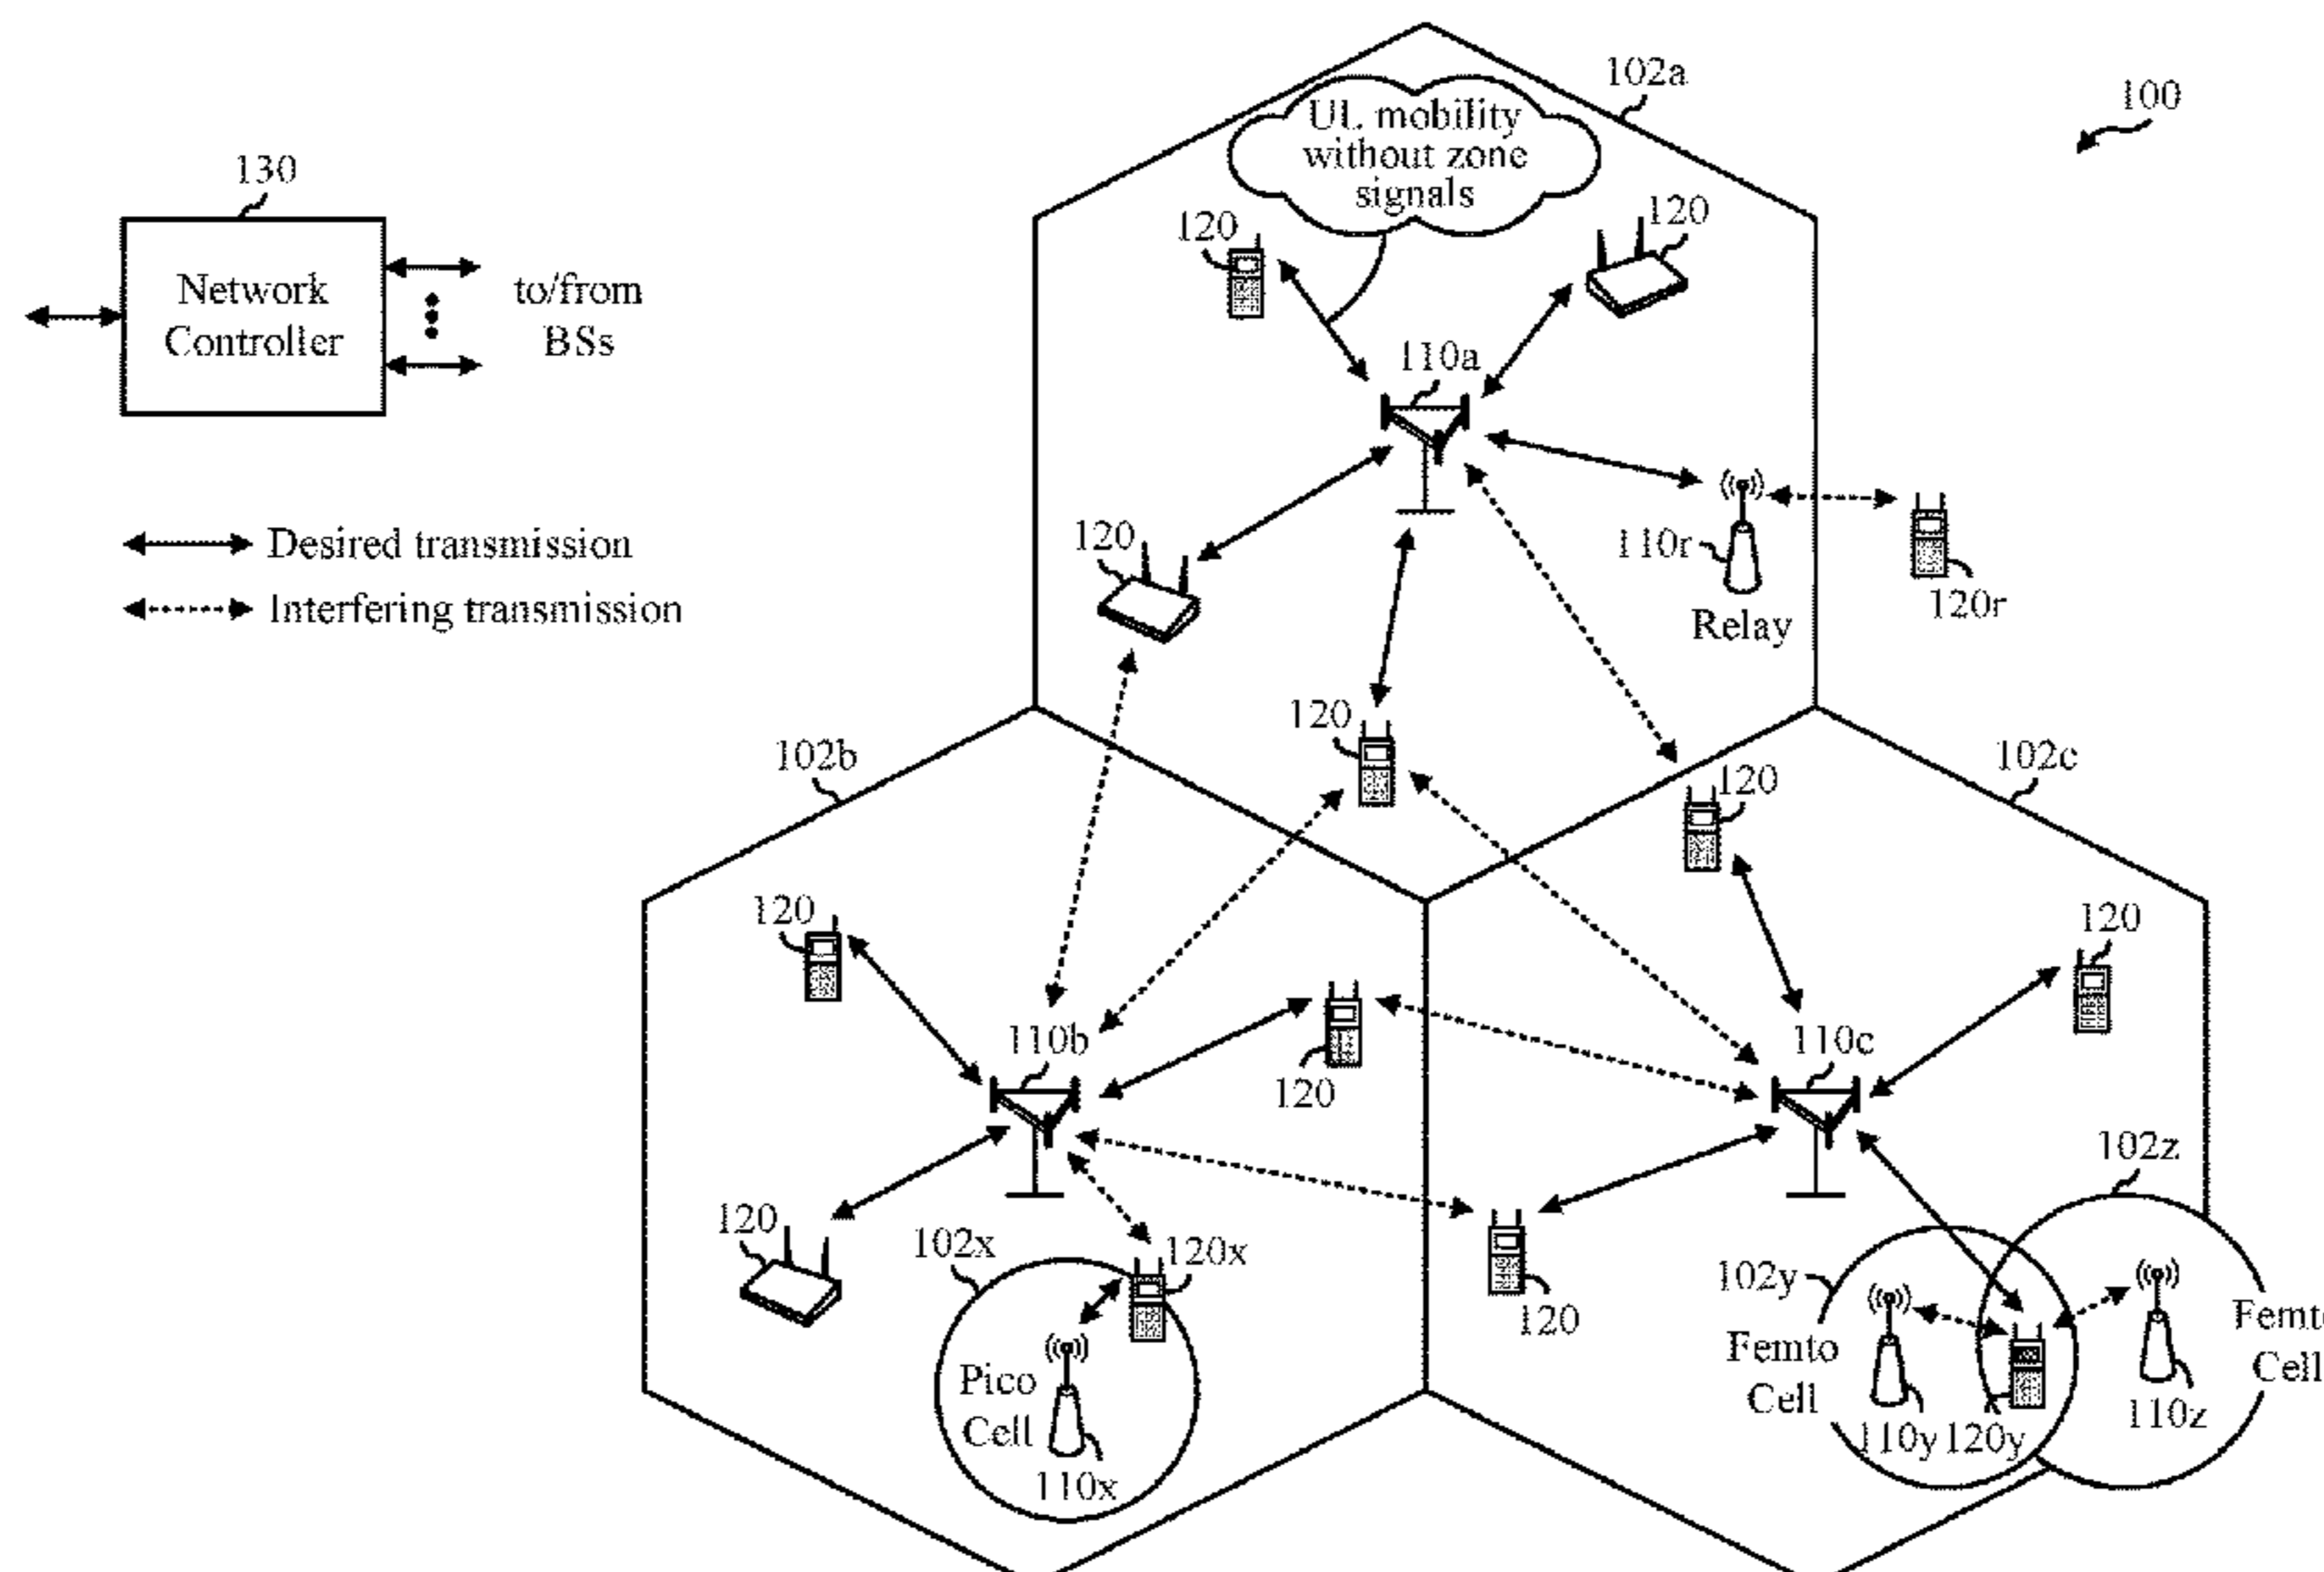 102a
100
UL mobility
without zone
signals
130
120
120
Network
Controller
to/from
BSs
110a
Desired transmission
Interfering transmission
120
110r
120r
Relay
120
102b
120
102c
120
120
110b
120
110c
102z
120
102x
120x
102y
120
Pico
Cell
110x
Femto
Cell
110y
120y
110z
Femto
Cell